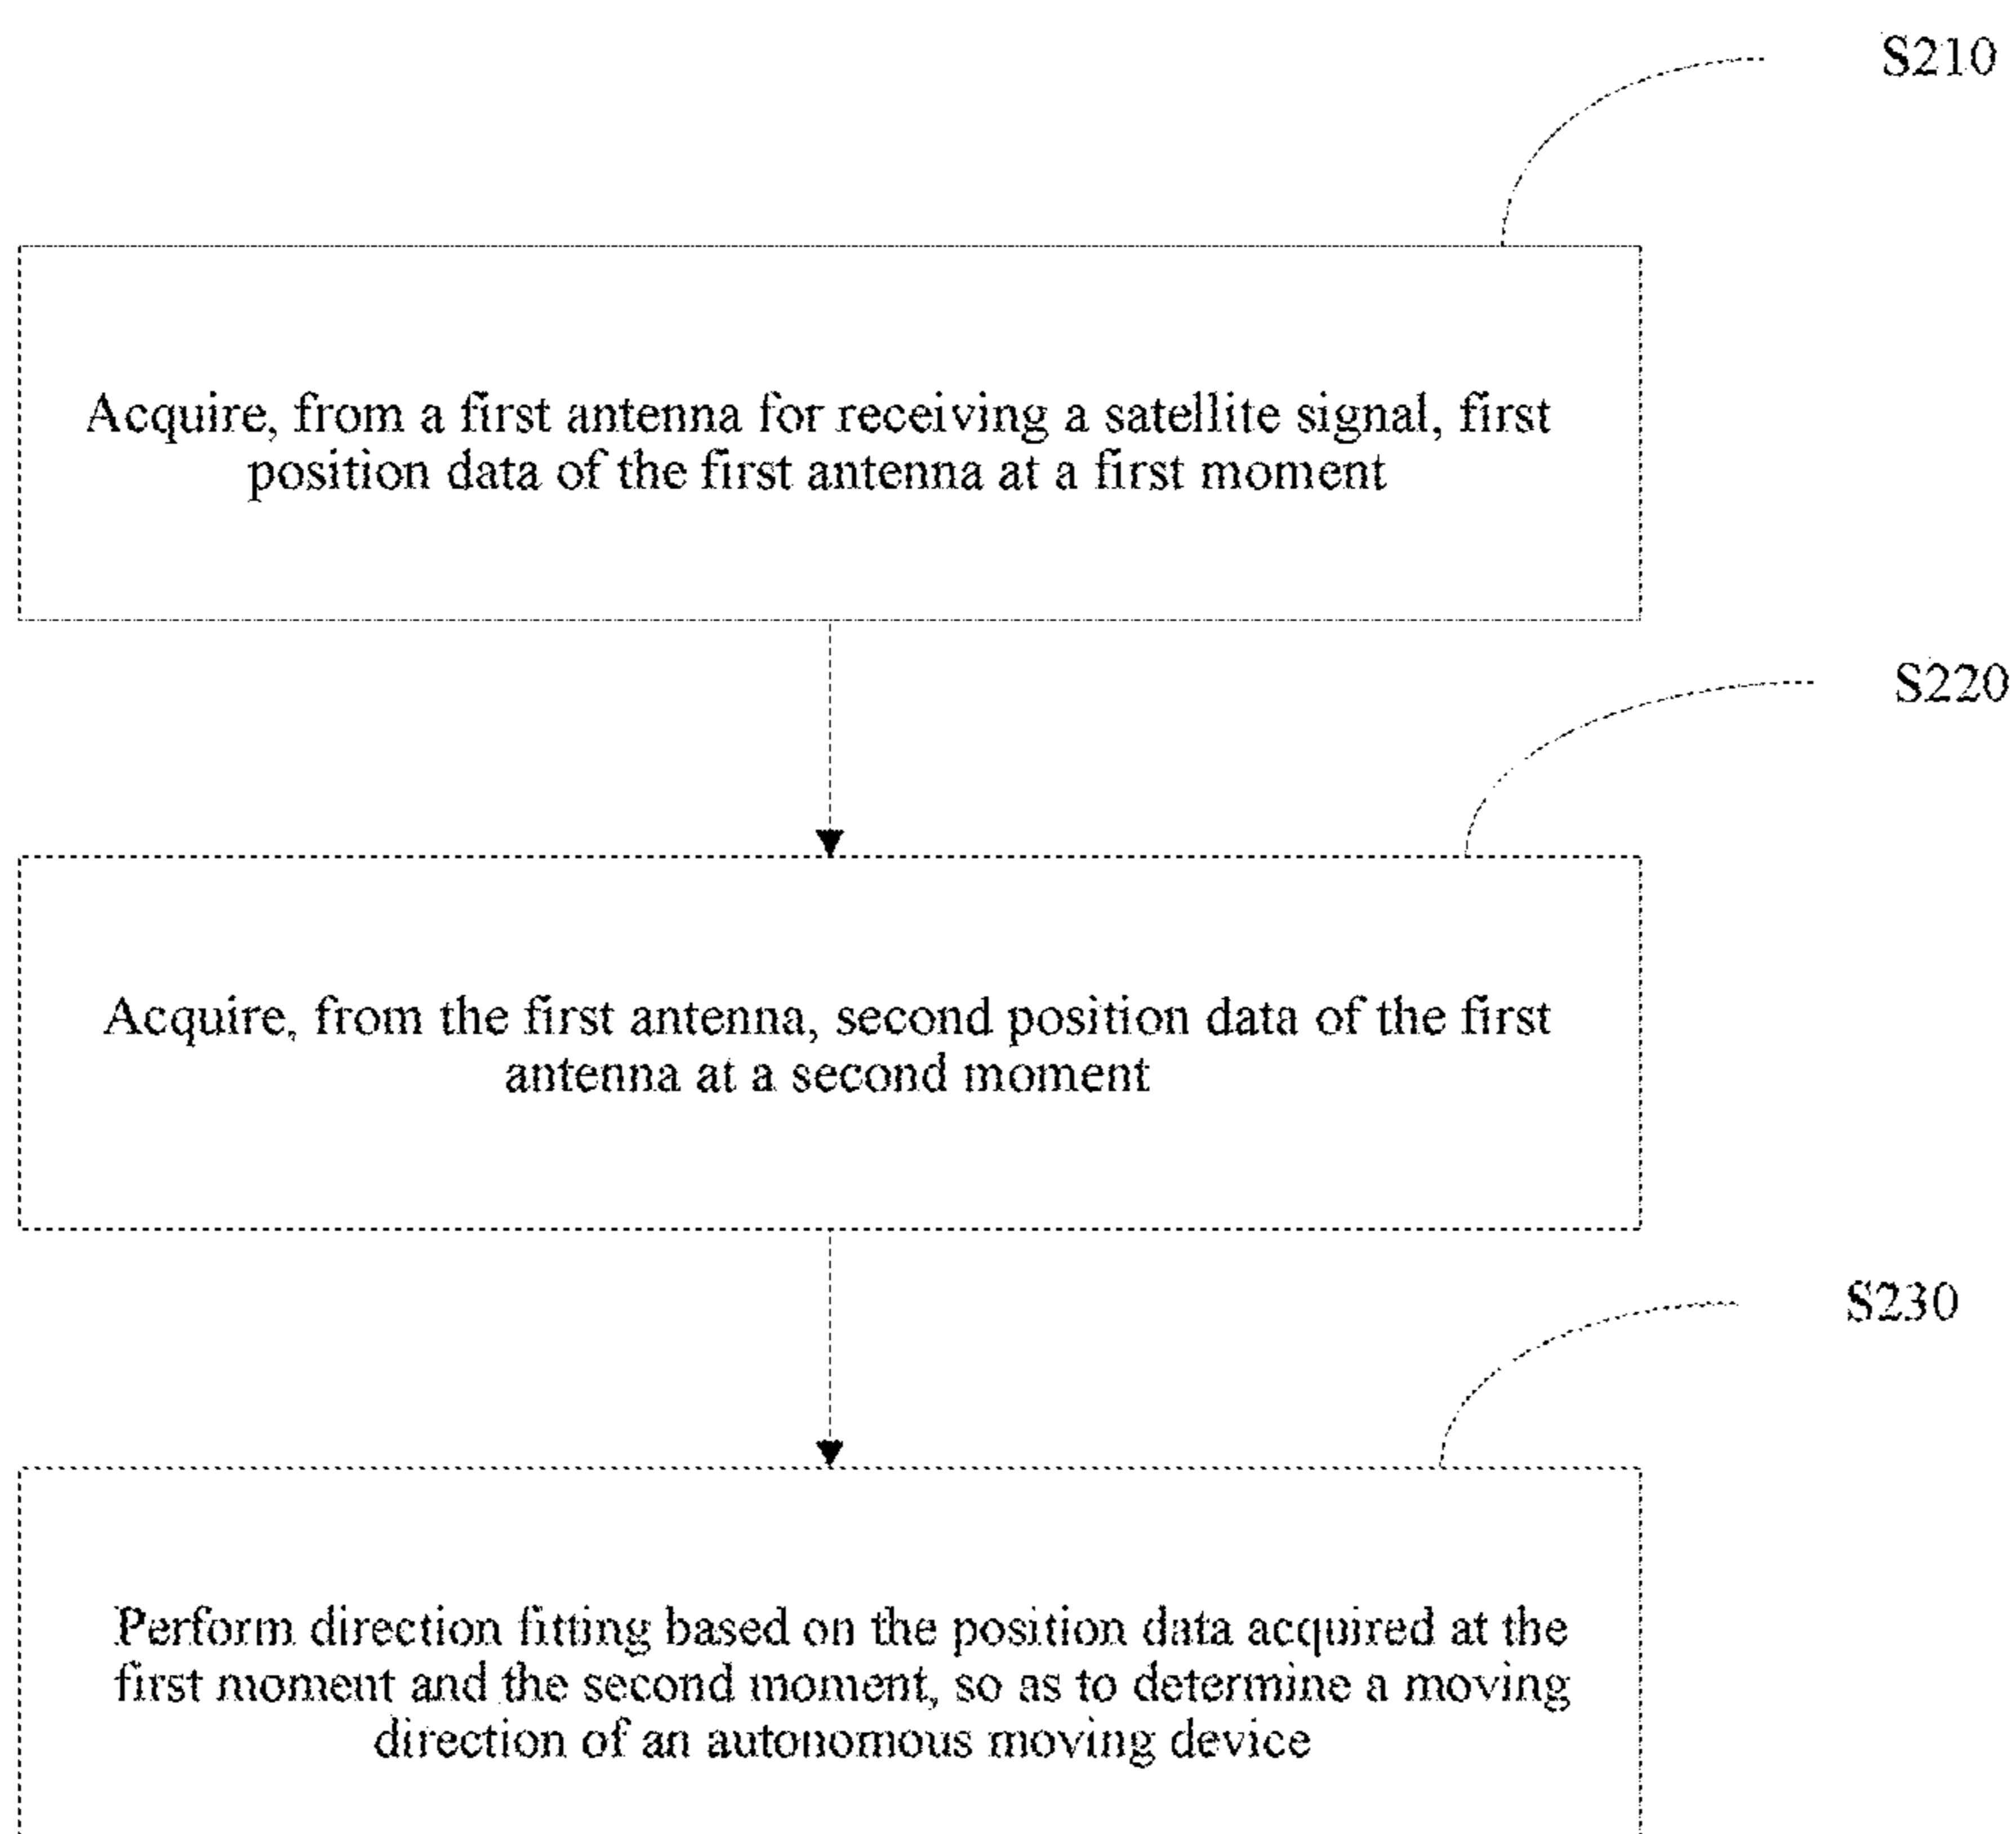 S210
Acquire, from a first antenna for receiving a satellite signal, first
position data of the first antenna at a first moment
S220
Acquire, from the first antenna, second position data of the first
antenna at a second moment
S230
Perform direction fitting based on the position data acquired at the
first moment and the second moment, so as to determine a moving
direction of an autonomous moving device